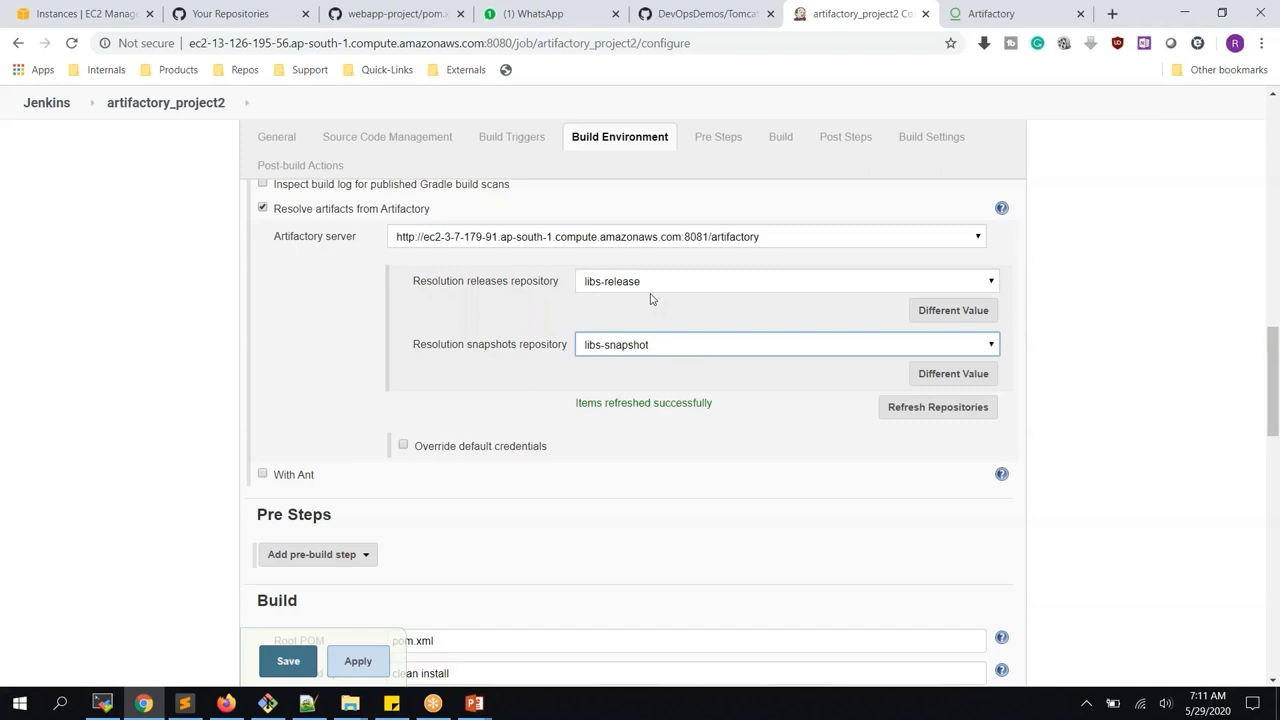 Instances | EC2 Manage
Your Repositories
webapp-project/pom.x
(1) WhatsApp
DevOpsDemos/Tomca
artifactory_project2 Co
Artifactory
Not secure
ec2-13-126-195-56.ap-south-1.compute.amazonaws.com:8080/job/artifactory_project2/configure
Apps
Internals
Products
Repos
Support
Quick-Links
Externals
Other bookmarks
Jenkins
artifactory_project2
General
Source Code Management
Build Triggers
Build Environment
Pre Steps
Build
Post Steps
Build Settings
Post-build Actions
Inspect build log for published Gradle build scans
Resolve artifacts from Artifactory
Artifactory server
http://ec2-3-7-179-91.ap-south-1.compute.amazonaws.com:8081/artifactory
Resolution releases repository
libs-release
Different Value
Resolution snapshots repository
libs-snapshot
Different Value
Items refreshed successfully
Refresh Repositories
Override default credentials
With Ant
Pre Steps
Add pre-build step
Build
Root POM
pom.xml
Save
Apply
clean install
7:11 AM
5/29/2020